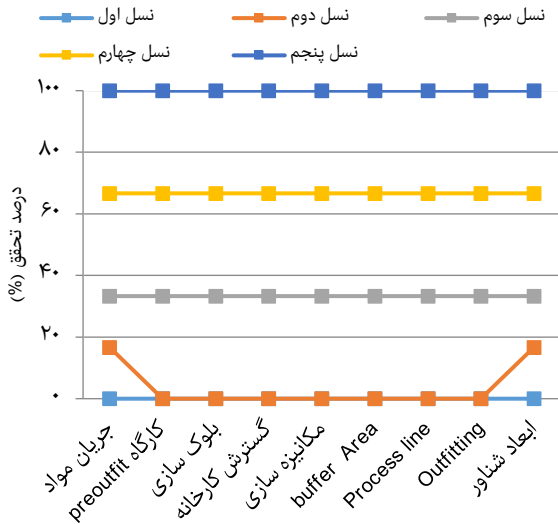 نسل اول
نسل دوم
نسل سوم
نسل چهارم
نسل پنجم
درصد تحقق (%)
۱۰۰
۸۰
۶۰
۴۰
۲۰
۰
جریان مواد
کارگاه preoutfit
بلوک سازی
گسترش کارخانه
مکانیزه سازی
buffer Area
Process line
Outfitting
ابعاد شناور